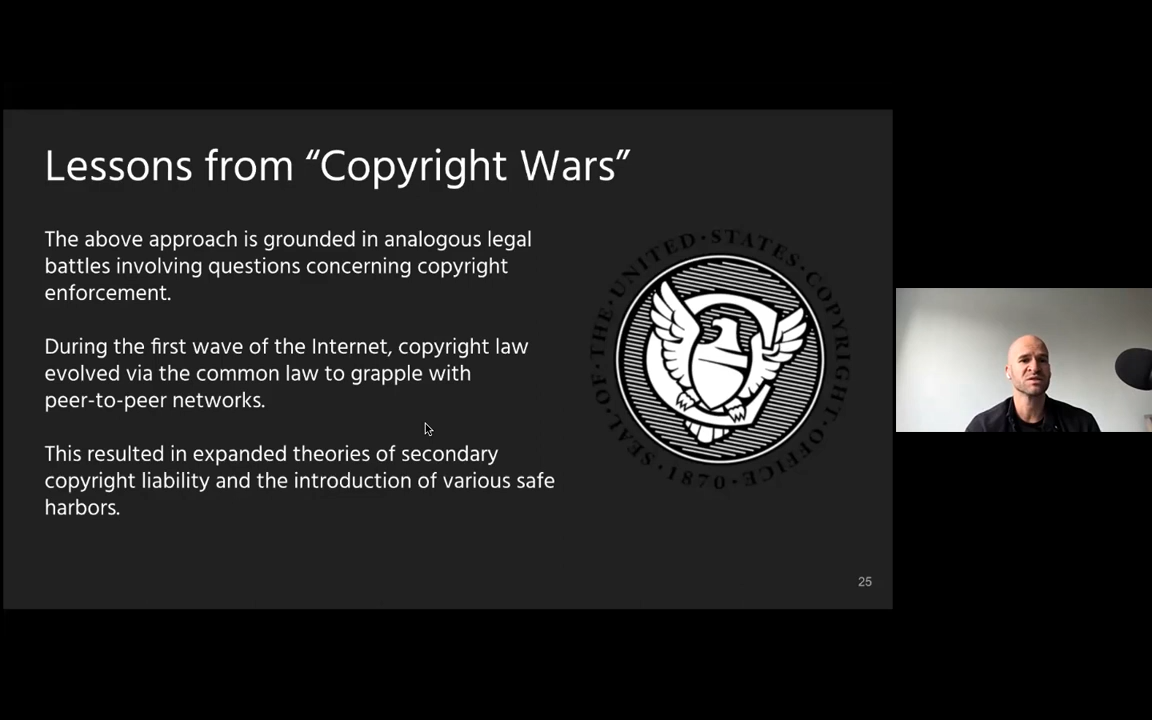 Lessons from “Copyright Wars”
The above approach is grounded in analogous legal
battles involving questions concerning copyright
enforcement.
During the first wave of the Internet, copyright law
evolved via the common law to grapple with
peer-to-peer networks.
This resulted in expanded theories of secondary
copyright liability and the introduction of various safe
harbors.
SEAL·OF·THE·UNITED·STATES·COPYRIGHT·OFFICE
·1870·
25